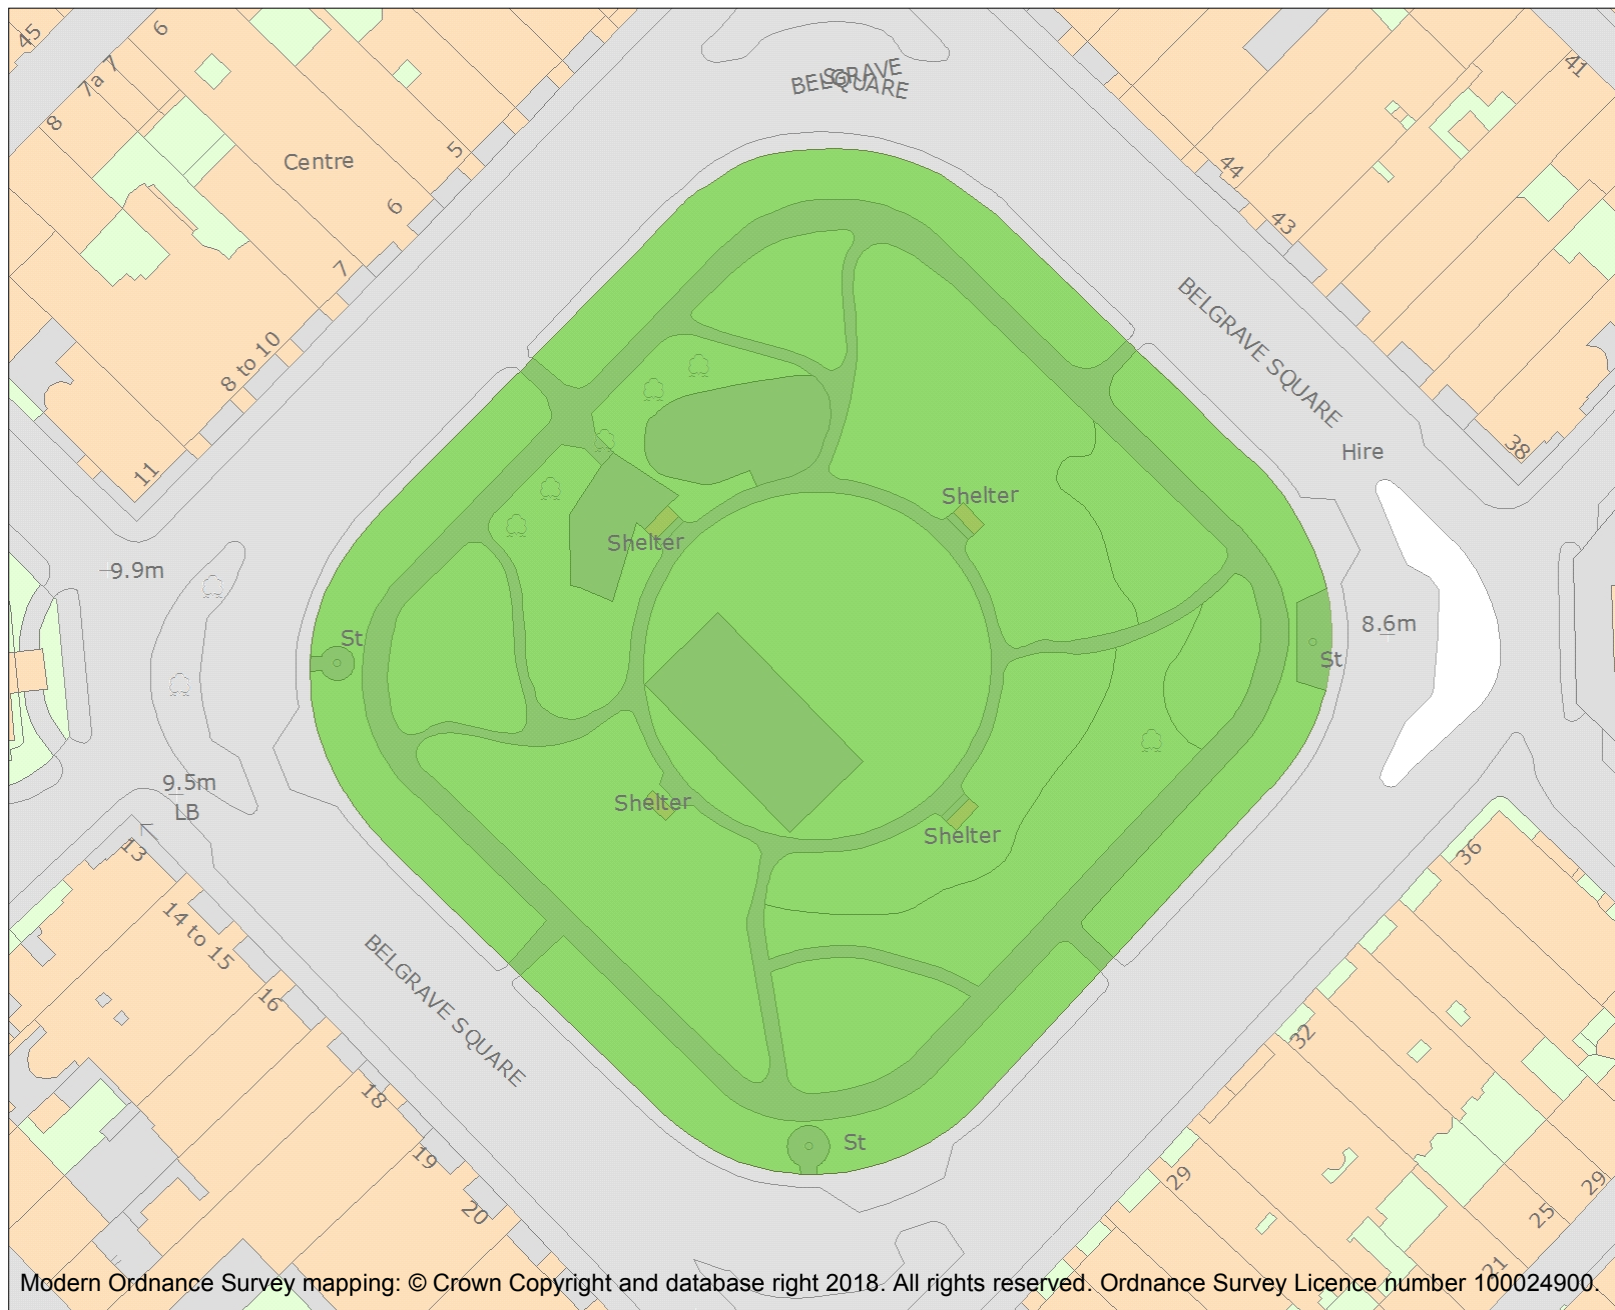 45
6
7a
7
8
Centre
5
6
7
8 to 10
11
BELGRAVE
SQUARE
41
44
43
BELGRAVE SQUARE
Hire
38
Shelter
Shelter
9.9m
St
8.6m
St
9.5m
LB
Shelter
Shelter
13
14 to 15
16
BELGRAVE SQUARE
18
19
20
St
36
32
29
29
25
21
Modern Ordnance Survey mapping: © Crown Copyright and database right 2018. All rights reserved. Ordnance Survey Licence number 100024900.